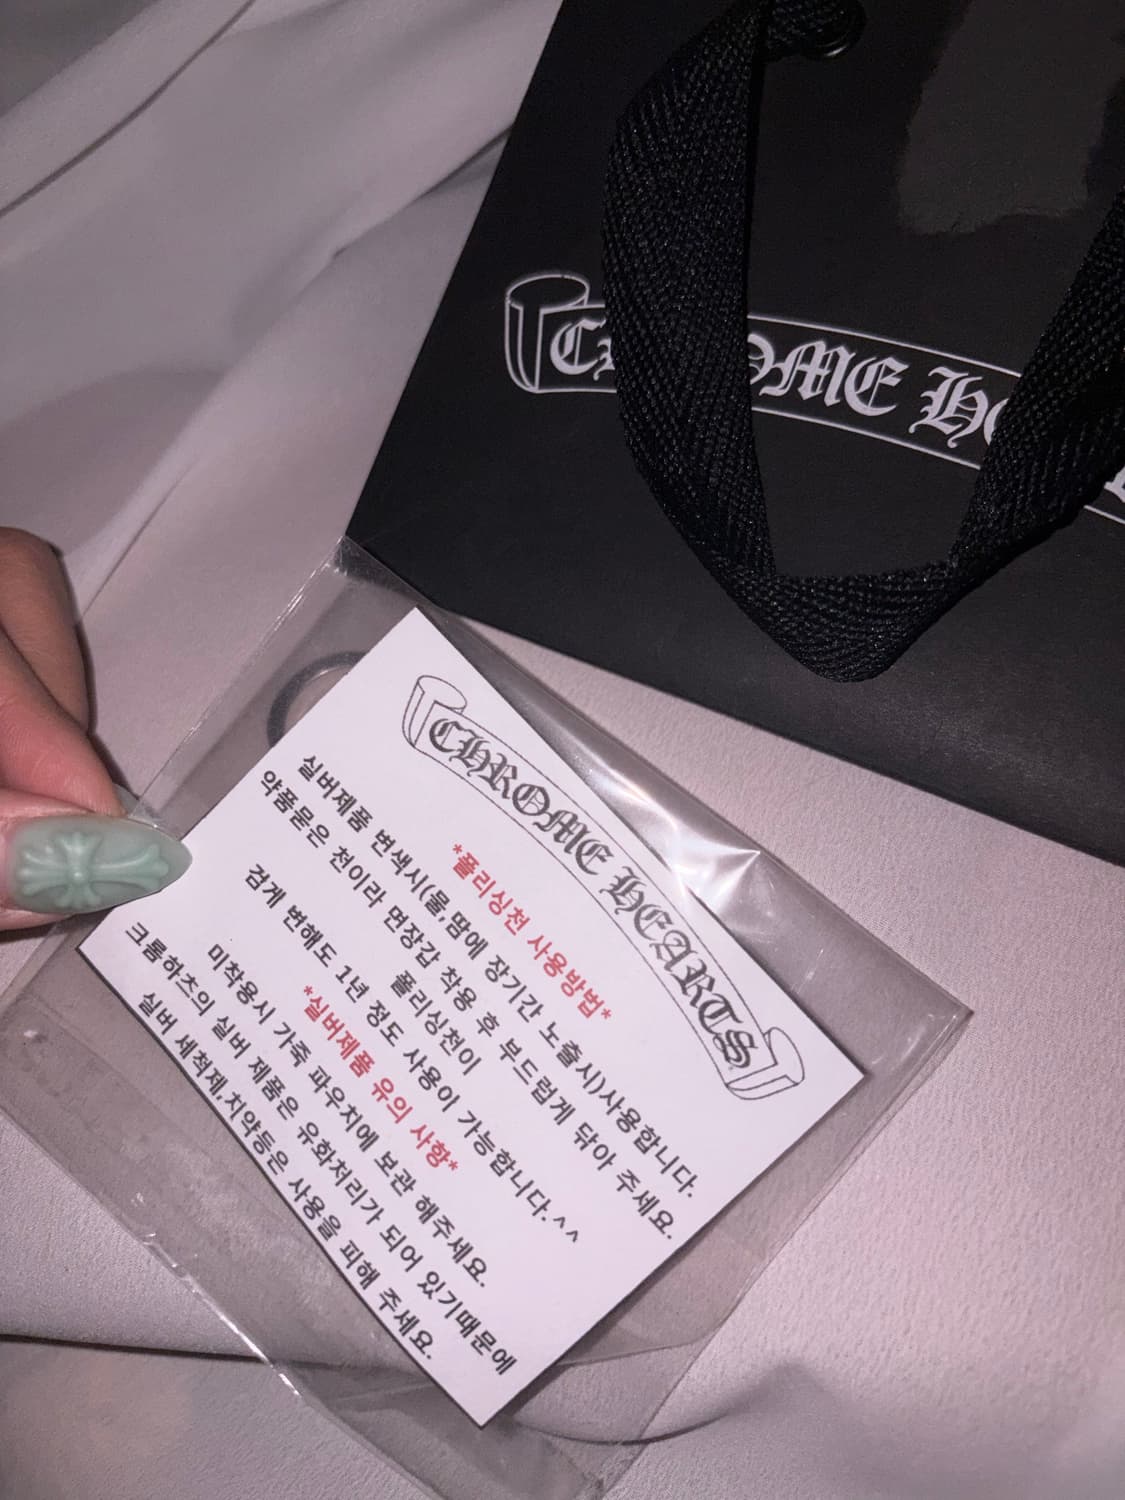 CHROME HE
CHROME HEARTS
*폴리싱천 사용방법*
실버제품 변색시(물,땀에 장기간 노출시)사용합니다.
약품묻은 천이라 면장갑 착용 후 부드럽게 닦아 주세요.
폴리싱천이
검게 변해도 1년 정도 사용이 가능합니다.^^
*실버제품 유의 사항*
미착용시 가죽 파우치에 보관 해주세요.
크롬하츠의 실버 제품은 유화처리가 되어 있기때문에
실버 세척제,치약등은 사용을 피해 주세요.